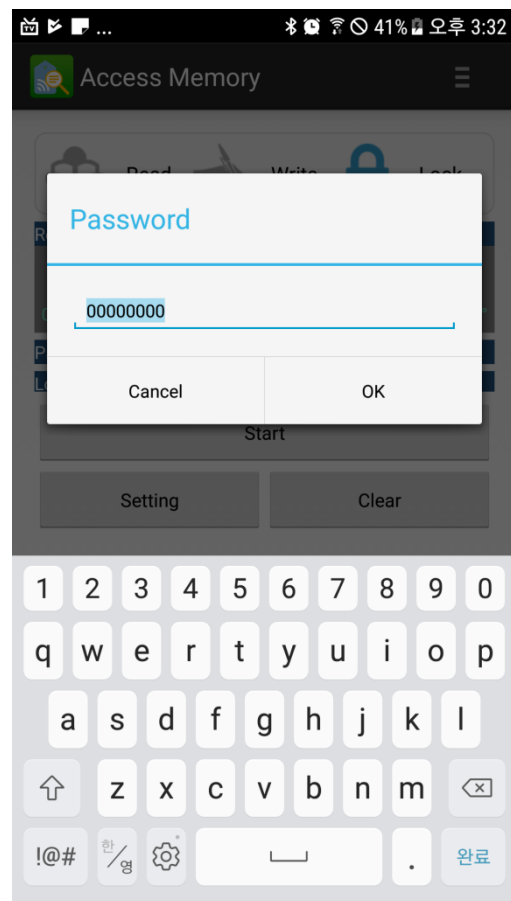 ... 41% 오후 3:32
Access Memory
Read Write Lock
Password
00000000
Cancel OK
Start
Setting Clear
1 2 3 4 5 6 7 8 9 0
q w e r t y u i o p
a s d f g h j k l
z x c v b n m
!@# 한/영 . 완료